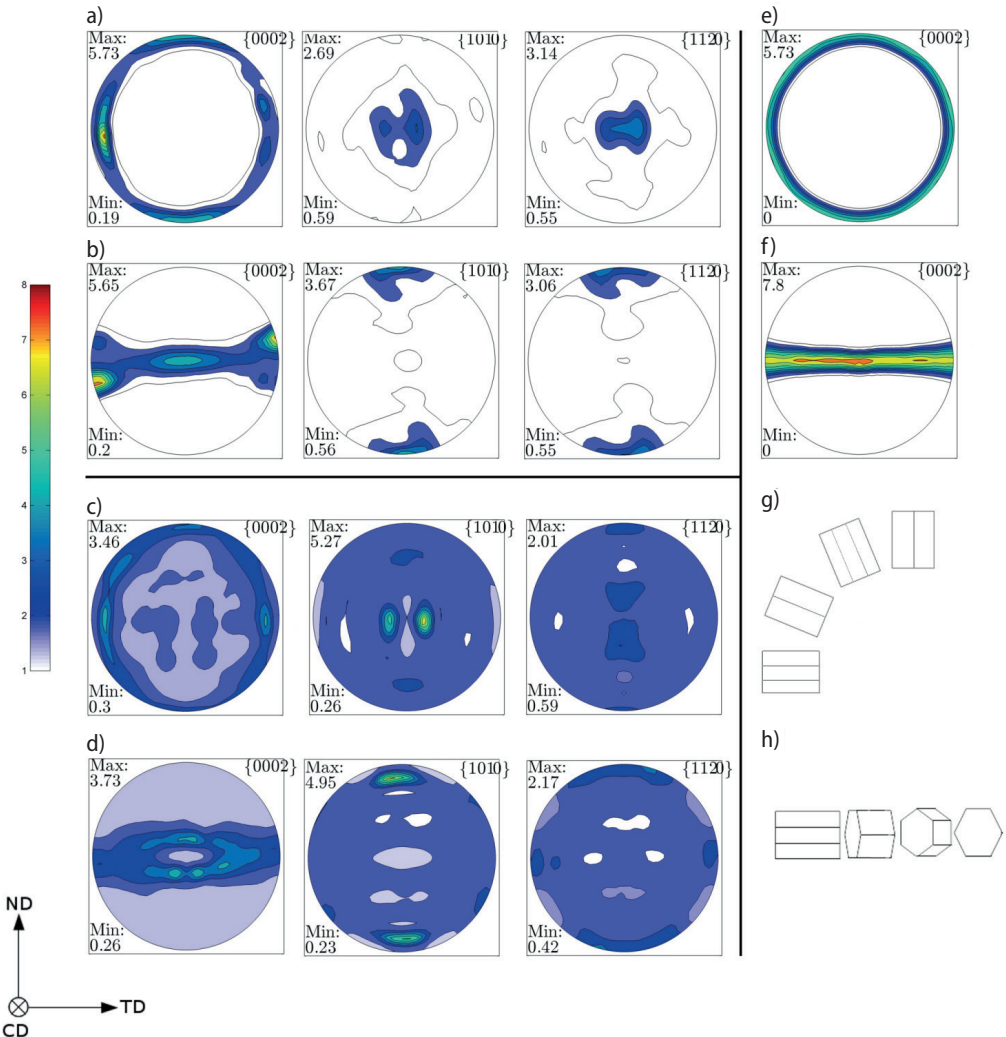 a)
Max:
5.73
{0002}
Min:
0.19
Max:
2.69
{1010}
Min:
0.59
Max:
3.14
{1120}
Min:
0.55
e)
Max:
5.73
{0002}
Min:
0
b)
Max:
5.65
{0002}
Min:
0.2
Max:
3.67
{1010}
Min:
0.56
Max:
3.06
{1120}
Min:
0.55
f)
Max:
7.8
{0002}
Min:
0
8
7
6
5
4
3
2
1
c)
Max:
3.46
{0002}
Min:
0.3
Max:
5.27
{1010}
Min:
0.26
Max:
2.01
{1120}
Min:
0.59
g)
d)
Max:
3.73
{0002}
Min:
0.26
Max:
4.95
{1010}
Min:
0.23
Max:
2.17
{1120}
Min:
0.42
h)
ND
TD
CD